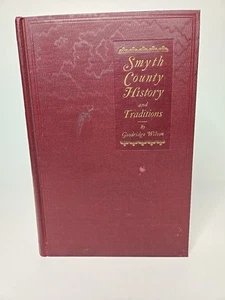 Smyth
County
History
and
Traditions
By
Goodridge Wilson